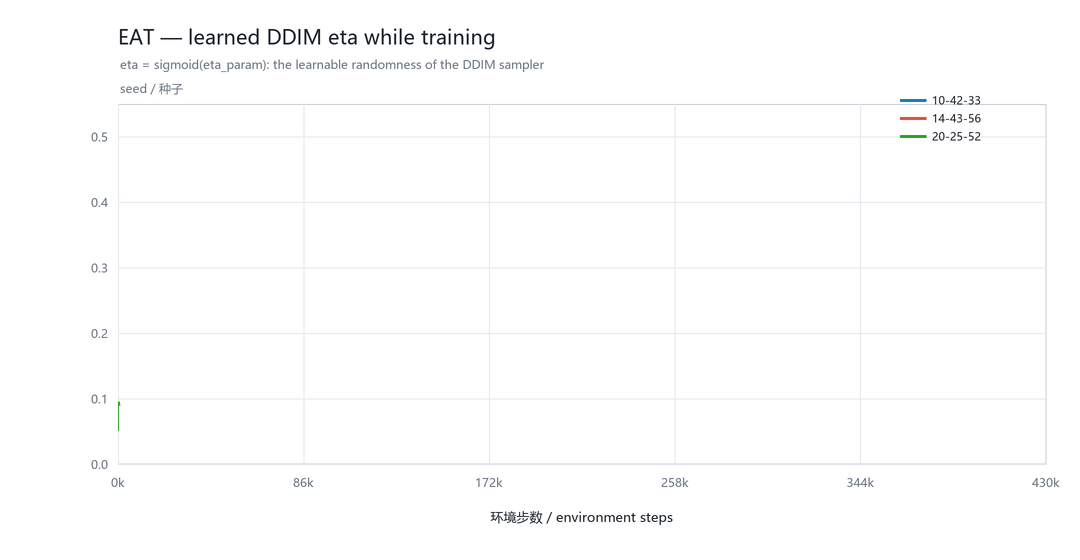 EAT — learned DDIM eta while training
eta = sigmoid(eta_param): the learnable randomness of the DDIM sampler
seed / 种子
10-42-33
14-43-56
20-25-52
0.5
0.4
0.3
0.2
0.1
0.0
0k 86k 172k 258k 344k 430k
环境步数 / environment steps